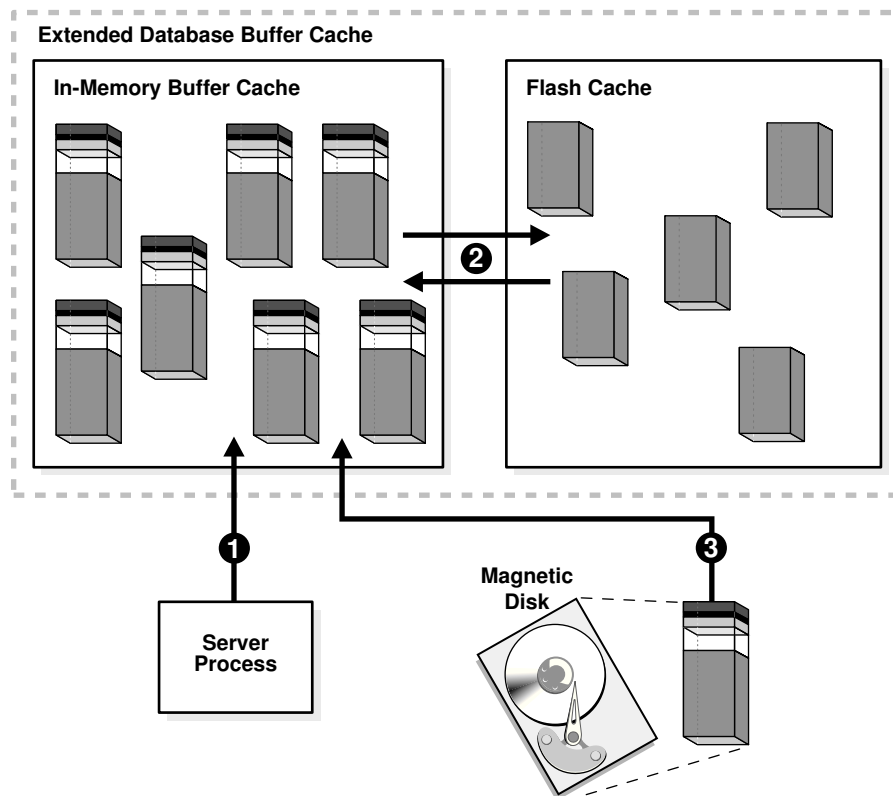 Extended Database Buffer Cache
In-Memory Buffer Cache
Flash Cache
2
1
3
Magnetic
Disk
Server
Process